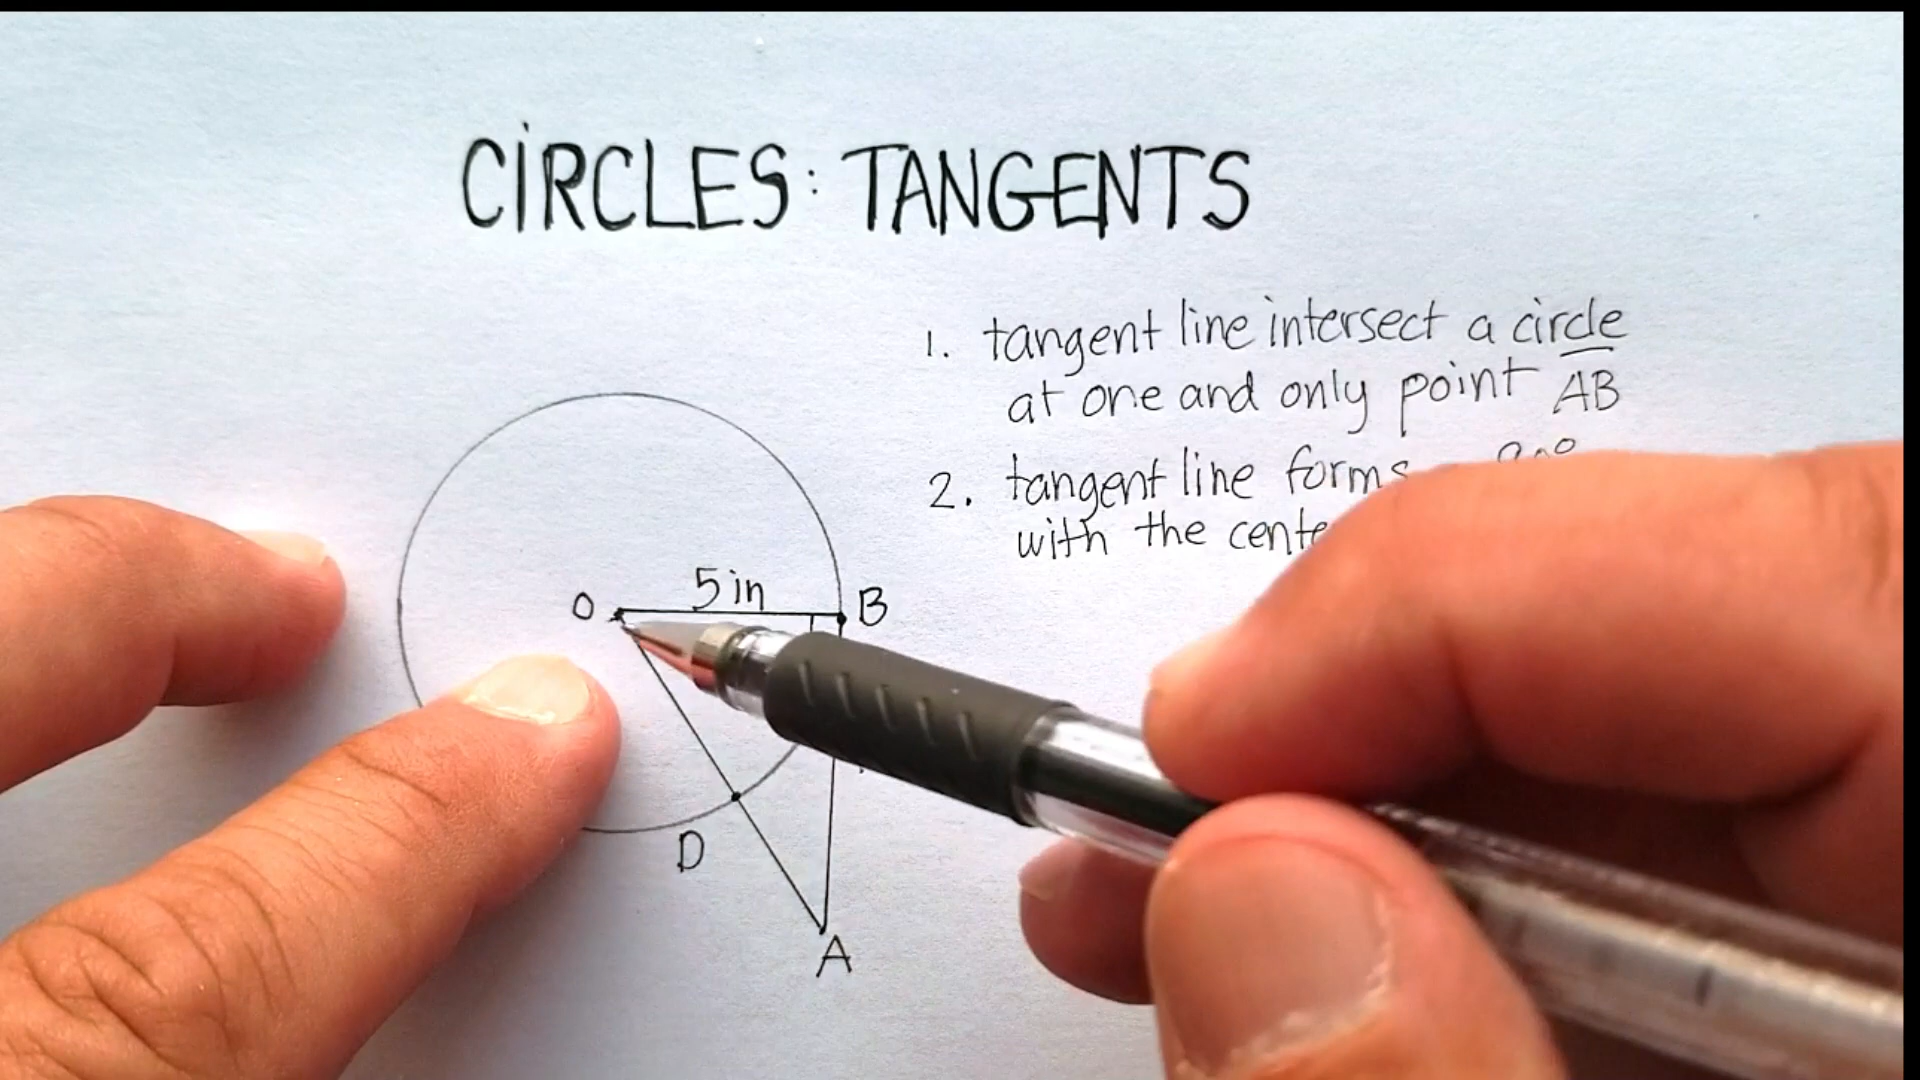 CIRCLES: TANGENTS
1. tangent line intersect a circle
at one and only point AB
2. tangent line forms
with the
5 in
O
B
D
A